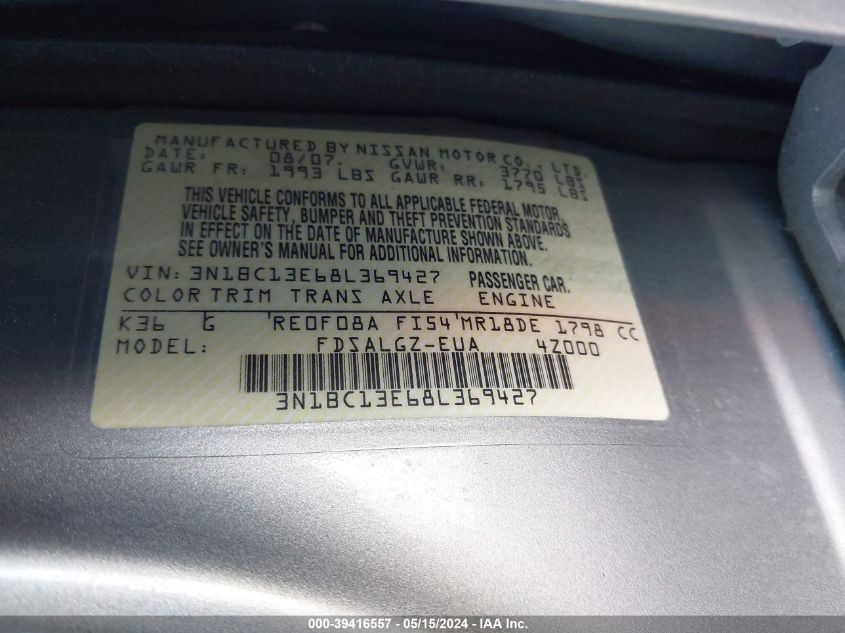 MANUFACTURED BY NISSAN MOTOR CO., LTD.
DATE: 08/07. GVWR: 3770 LBS
GAWR FR: 1993 LBS GAWR RR: 1795 LBS
THIS VEHICLE CONFORMS TO ALL APPLICABLE FEDERAL MOTOR
VEHICLE SAFETY, BUMPER AND THEFT PREVENTION STANDARDS
IN EFFECT ON THE DATE OF MANUFACTURE SHOWN ABOVE.
SEE OWNER'S MANUAL FOR ADDITIONAL INFORMATION.
VIN: 3N1BC13E68L369427 PASSENGER CAR.
COLOR TRIM TRANS AXLE ENGINE
K36 G RE0F08A FI54 MR18DE 1798 CC
MODEL: FDSALGZ-EUA 4Z000
3N1BC13E68L369427
000-39416557 - 05/15/2024 - IAA Inc.